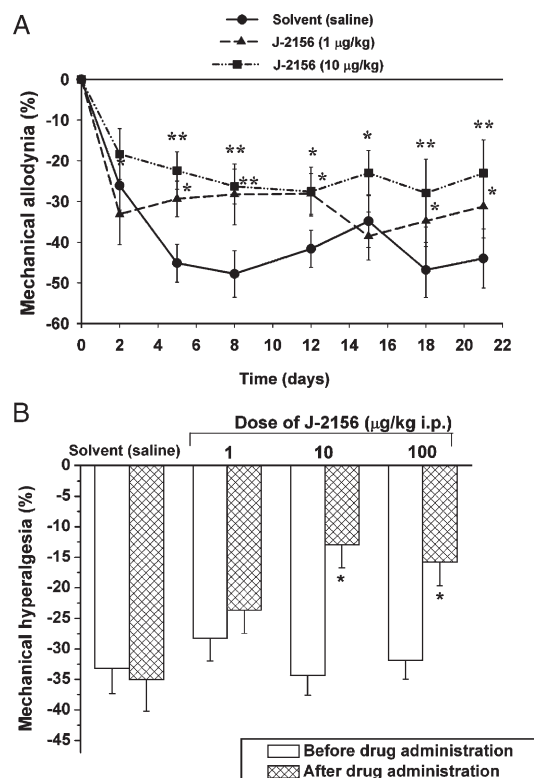 A
Solvent (saline)
J-2156 (1 µg/kg)
J-2156 (10 µg/kg)
Mechanical allodynia (%)
0
-10
-20
-30
-40
-50
-60
* ** ** * * ** **
* ** * * *
0 2 4 6 8 10 12 14 16 18 20 22
Time (days)
B
Dose of J-2156 (µg/kg i.p.)
Solvent (saline) 1 10 100
Mechanical hyperalgesia (%)
0
-5
-10
-15
-20
-25
-30
-35
-40
-45
* *
Before drug administration
After drug administration